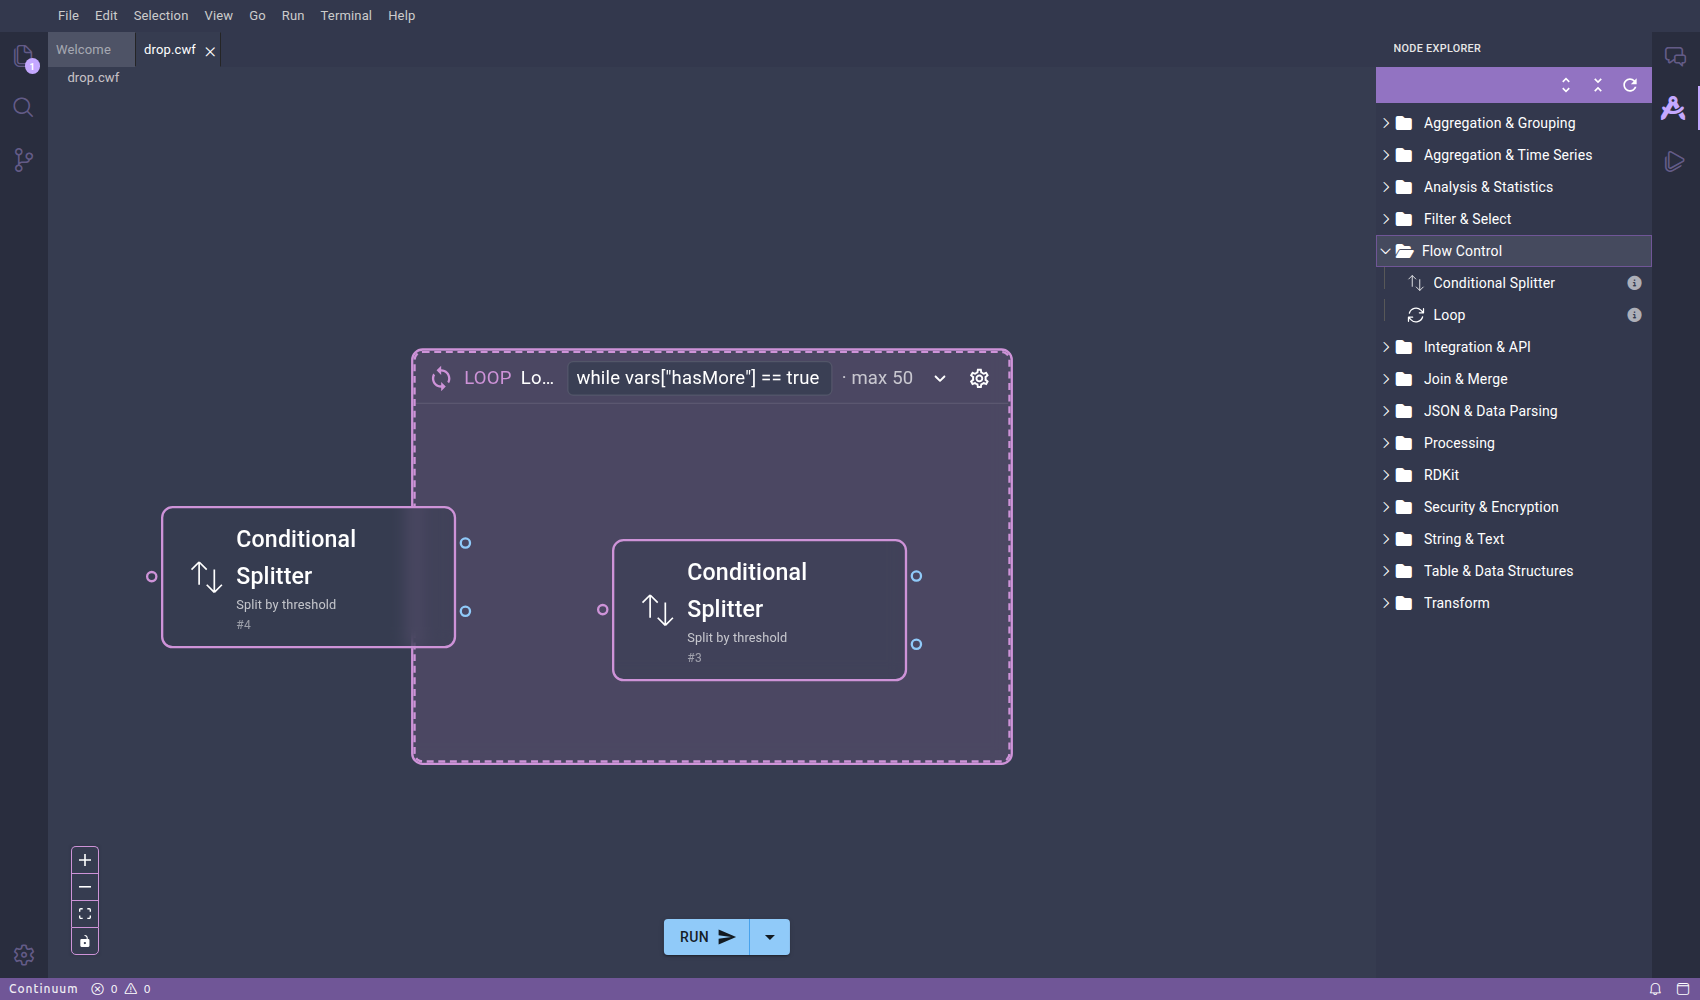 File Edit Selection View Go Run Terminal Help
Welcome drop.cwf
drop.cwf
NODE EXPLORER
Aggregation & Grouping
Aggregation & Time Series
Analysis & Statistics
Filter & Select
Flow Control
Conditional Splitter
Loop
Integration & API
Join & Merge
JSON & Data Parsing
Processing
RDKit
Security & Encryption
String & Text
Table & Data Structures
Transform
LOOP Lo... while vars["hasMore"] == true · max 50
Conditional
Splitter
Split by threshold
#4
Conditional
Splitter
Split by threshold
#3
RUN
1
Continuum 0 0